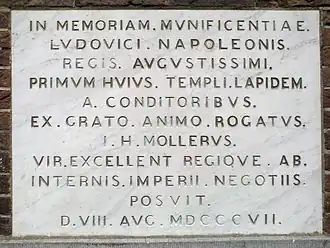 IN MEMORIAM. MVNIFICENTIAE.
LVDOVICI. NAPOLEONIS.
REGIS. AVGVSTISSIMI,
PRIMVM HVIVS. TEMPLI. LAPIDEM.
A. CONDITORIBVS.
EX. GRATO. ANIMO. ROGATVS.
I. H. MOLLERVS.
VIR. EXCELLENT REGIQVE. AB.
INTERNIS. IMPERII. NEGOTIIS.
POSVIT.
D. VIII. AVG. MDCCCVII.